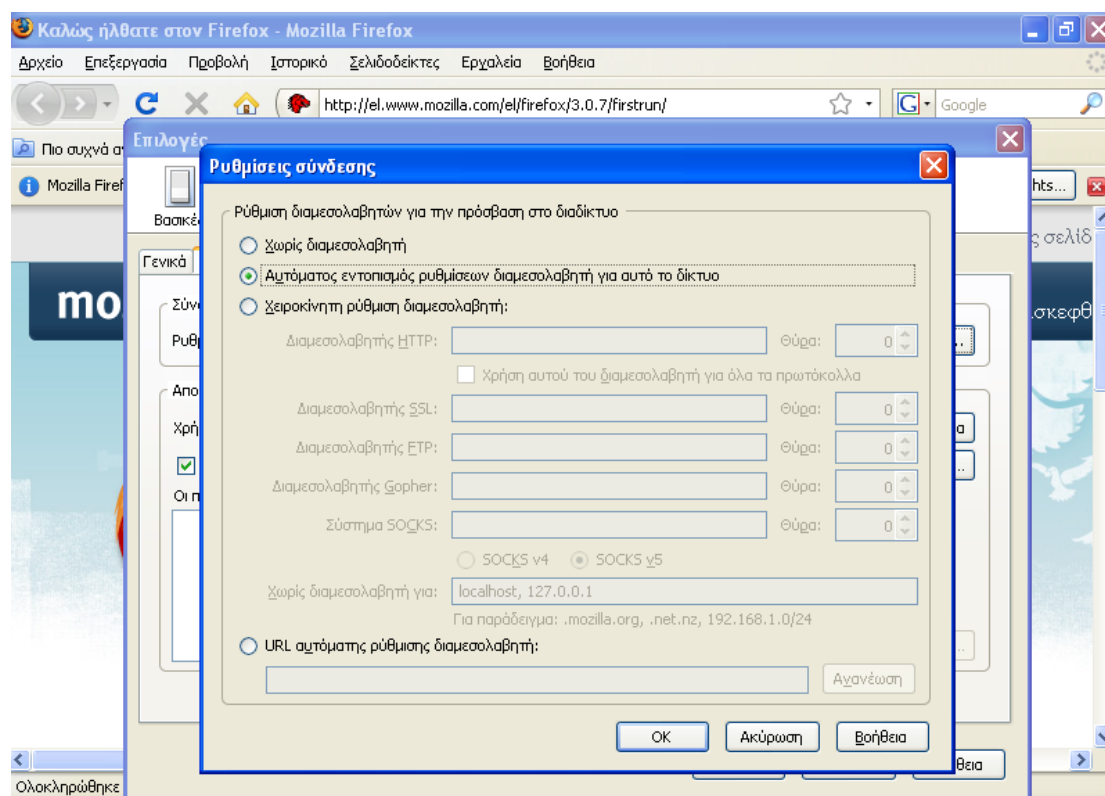 Καλώς ήλθατε στον Firefox - Mozilla Firefox
Αρχείο Επεξεργασία Προβολή Ιστορικό Σελιδοδείκτες Εργαλεία Βοήθεια
http://el.www.mozilla.com/el/firefox/3.0.7/firstrun/ G Google
Πιο συχνά
Επιλογές
Mozilla
hts...
Ρυθμίσεις σύνδεσης
Γενικά
mo
Ρύθμιση διαμεσολαβητών για την πρόσβαση στο διαδίκτυο
Χωρίς διαμεσολαβητή
Αυτόματος εντοπισμός ρυθμίσεων διαμεσολαβητή για αυτό το δίκτυο
Χειροκίνητη ρύθμιση διαμεσολαβητή:
Διαμεσολαβητής HTTP: Θύρα: 0
Χρήση αυτού του διαμεσολαβητή για όλα τα πρωτόκολλα
Διαμεσολαβητής SSL: Θύρα: 0
Διαμεσολαβητής FTP: Θύρα: 0
Διαμεσολαβητής Gopher: Θύρα: 0
Σύστημα SOCKS: Θύρα: 0
SOCKS v4 SOCKS v5
Χωρίς διαμεσολαβητή για: localhost, 127.0.0.1
Για παράδειγμα: .mozilla.org, .net.nz, 192.168.1.0/24
URL αυτόματης ρύθμισης διαμεσολαβητή:
Ανανέωση
OK Ακύρωση Βοήθεια
Ολοκληρώθηκε